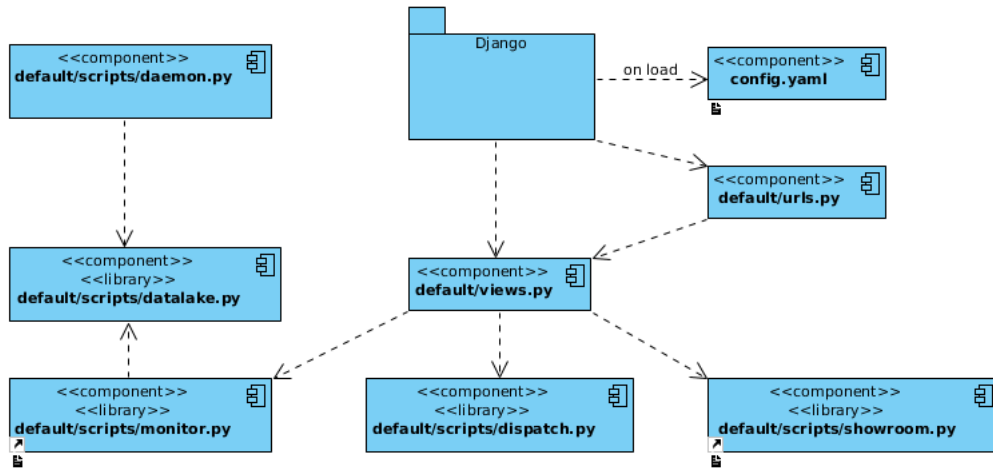 <<component>>
default/scripts/daemon.py
Django
on load
<<component>>
config.yaml
<<component>>
default/urls.py
<<component>>
<<library>>
default/scripts/datalake.py
<<component>>
default/views.py
<<component>>
<<library>>
default/scripts/monitor.py
<<component>>
<<library>>
default/scripts/dispatch.py
<<component>>
<<library>>
default/scripts/showroom.py